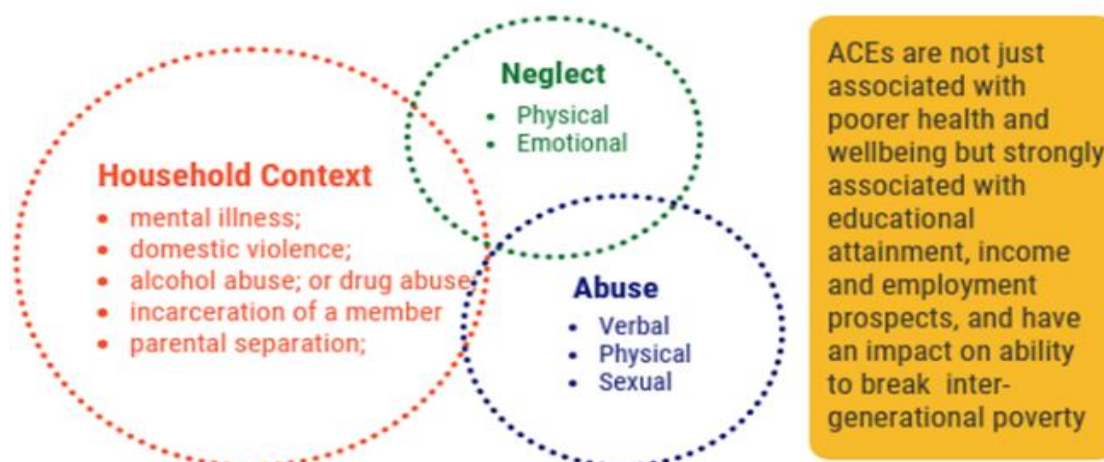 Neglect
• Physical
• Emotional
Household Context
• mental illness;
• domestic violence;
• alcohol abuse; or drug abuse;
• incarceration of a member
• parental separation;
Abuse
• Verbal
• Physical
• Sexual
ACEs are not just
associated with
poorer health and
wellbeing but strongly
associated with
educational
attainment, income
and employment
prospects, and have
an impact on ability
to break inter-
generational poverty